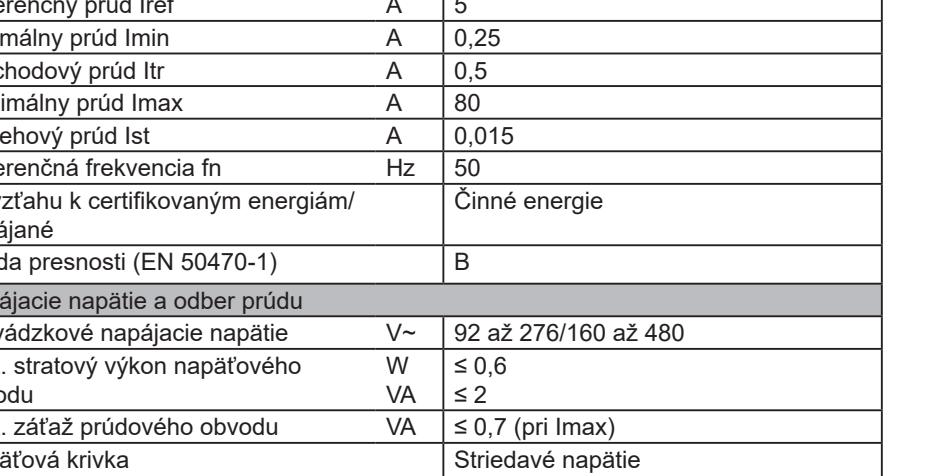 erenčný prúd Iref A 5
málny prúd Imin A 0,25
chodový prúd Itr A 0,5
imálny prúd Imax A 80
ehový prúd Ist A 0,015
erenčná frekvencia fn Hz 50
vzťahu k certifikovaným energiám/ Činné energie
ájané
da presnosti (EN 50470-1) B
ájacie napätie a odber prúdu
vádzkové napájacie napätie V~ 92 až 276/160 až 480
. stratový výkon napäťového W ≤ 0,6
odu VA ≤ 2
. záťaž prúdového obvodu VA ≤ 0,7 (pri Imax)
äťová krivka Striedavé napätie